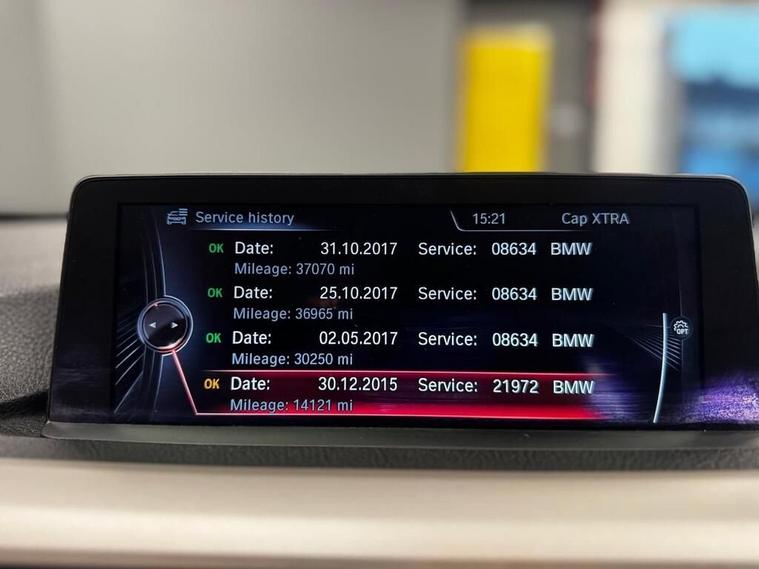 Service history 15:21 Cap XTRA
OK Date: 31.10.2017 Service: 08634 BMW
Mileage: 37070 mi
OK Date: 25.10.2017 Service: 08634 BMW
Mileage: 36965 mi
OK Date: 02.05.2017 Service: 08634 BMW
Mileage: 30250 mi
OK Date: 30.12.2015 Service: 21972 BMW
Mileage: 14121 mi
OPT